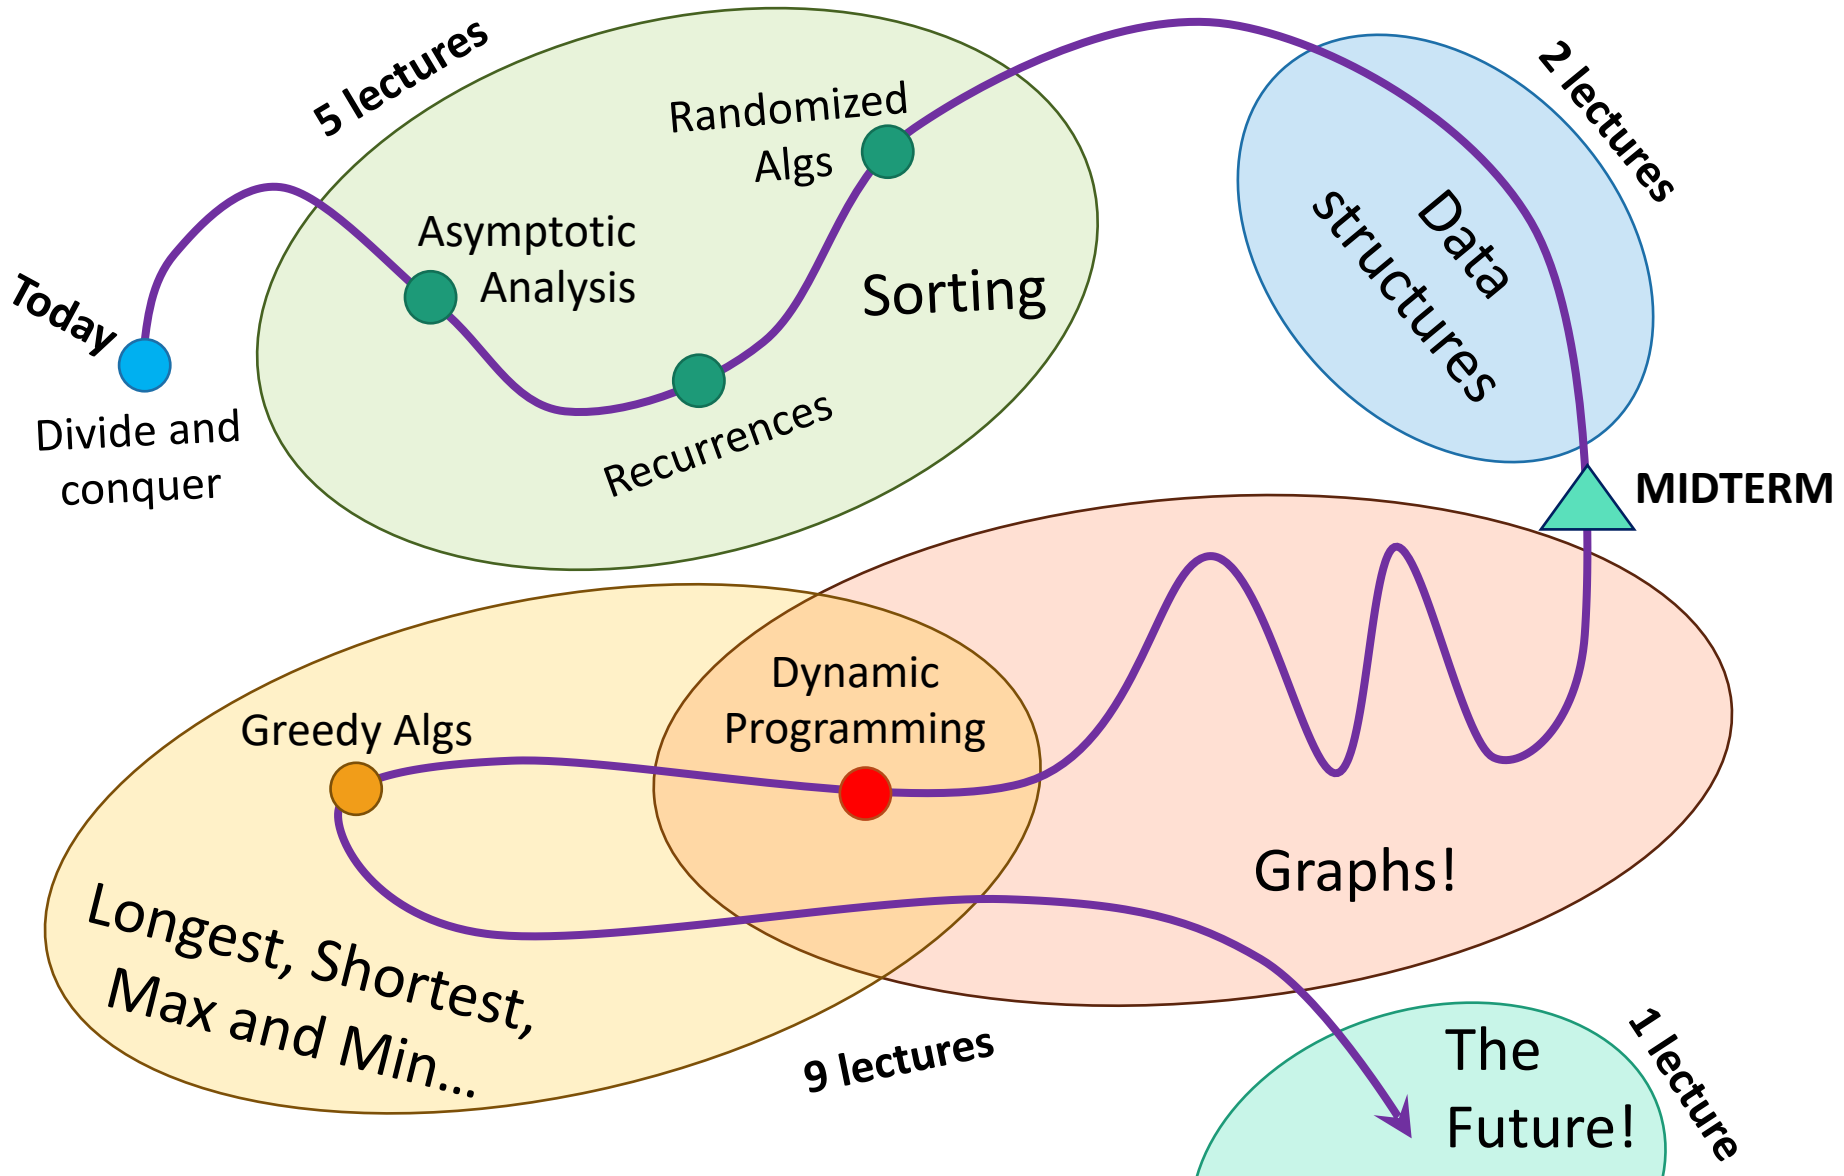 5 lectures
Randomized
Algs
2 lectures
Asymptotic
Analysis
Sorting
Data
structures
Today
Divide and
conquer
Recurrences
MIDTERM
Dynamic
Programming
Greedy Algs
Graphs!
Longest, Shortest,
Max and Min...
9 lectures
The
Future!
1 lecture